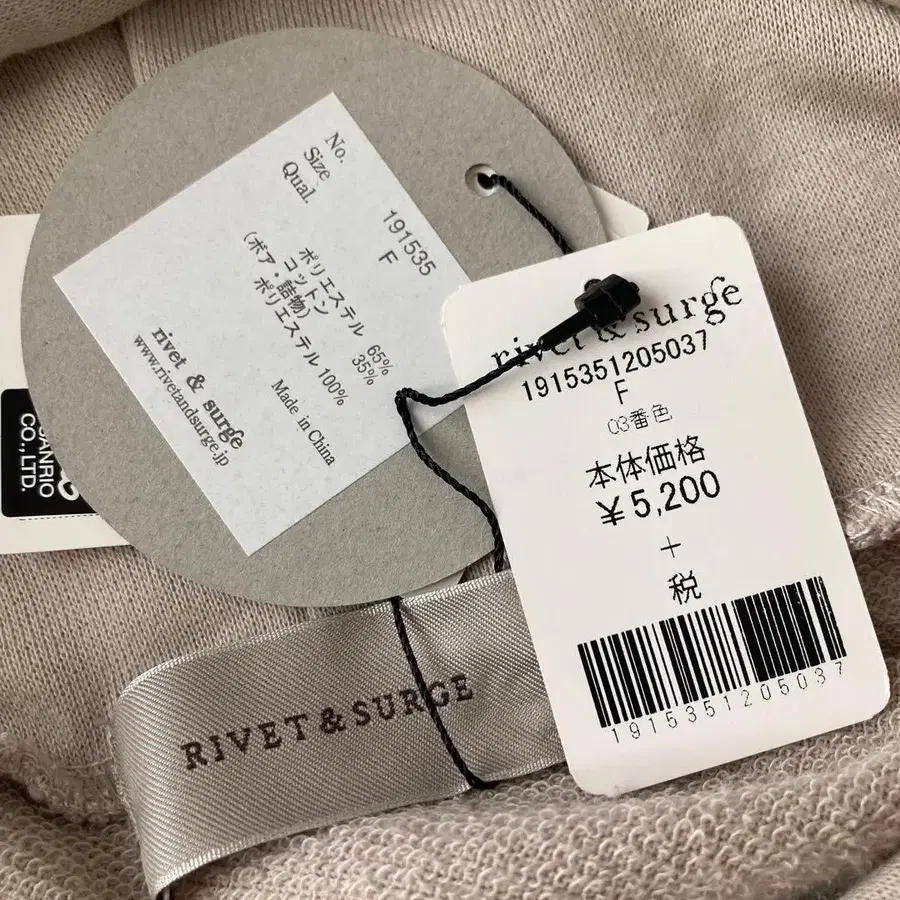 No. 191535
Size F
Qual.
ポリエステル 65%
コットン 35%
(ボア・詰物)
ポリエステル 100%
Made in China
rivet & surge
www.rivetandsurge.jp
SANRIO
CO., LTD.
rivet & surge
1915351205037
F
03番色
本体価格
¥5,200
+
税
1915351205037
RIVET & SURGE